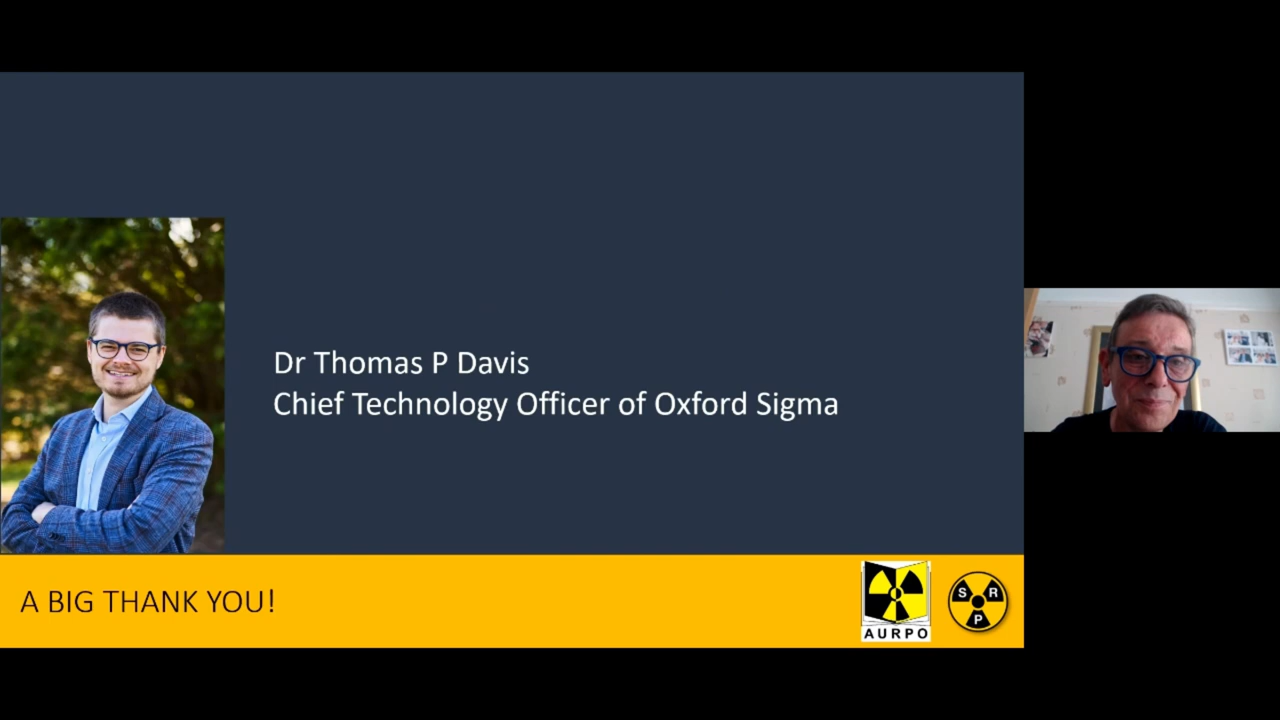 Dr Thomas P Davis
Chief Technology Officer of Oxford Sigma
A BIG THANK YOU!
AURPO
S R
P